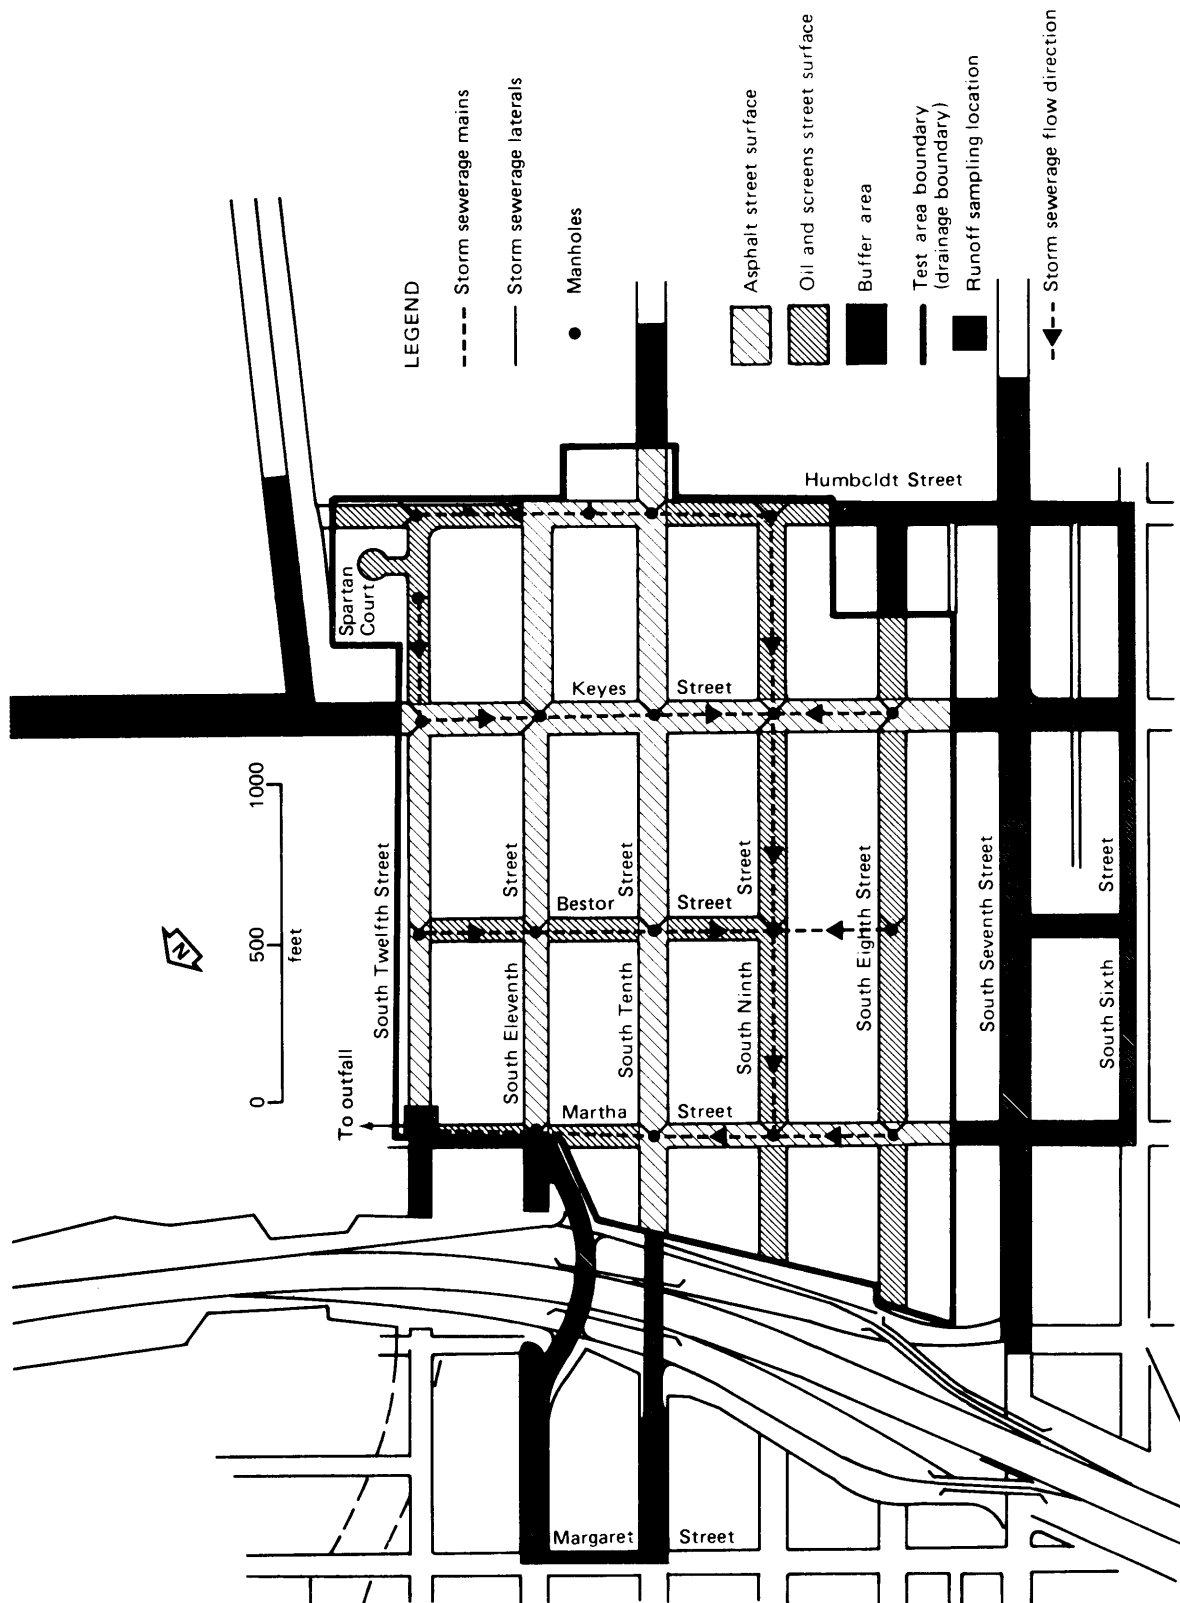 LEGEND
Storm sewerage mains
Storm sewerage laterals
Manholes
Asphalt street surface
Oil and screens street surface
Buffer area
Test area boundary
(drainage boundary)
Runoff sampling location
Storm sewerage flow direction
Humboldt Street
Spartan
Court
Keyes Street
Bestor Street
Martha Street
Margaret Street
South Twelfth Street
South Eleventh Street
South Tenth Street
South Ninth Street
South Eighth Street
South Seventh Street
South Sixth Street
To outfall
0 500 1000
feet
N